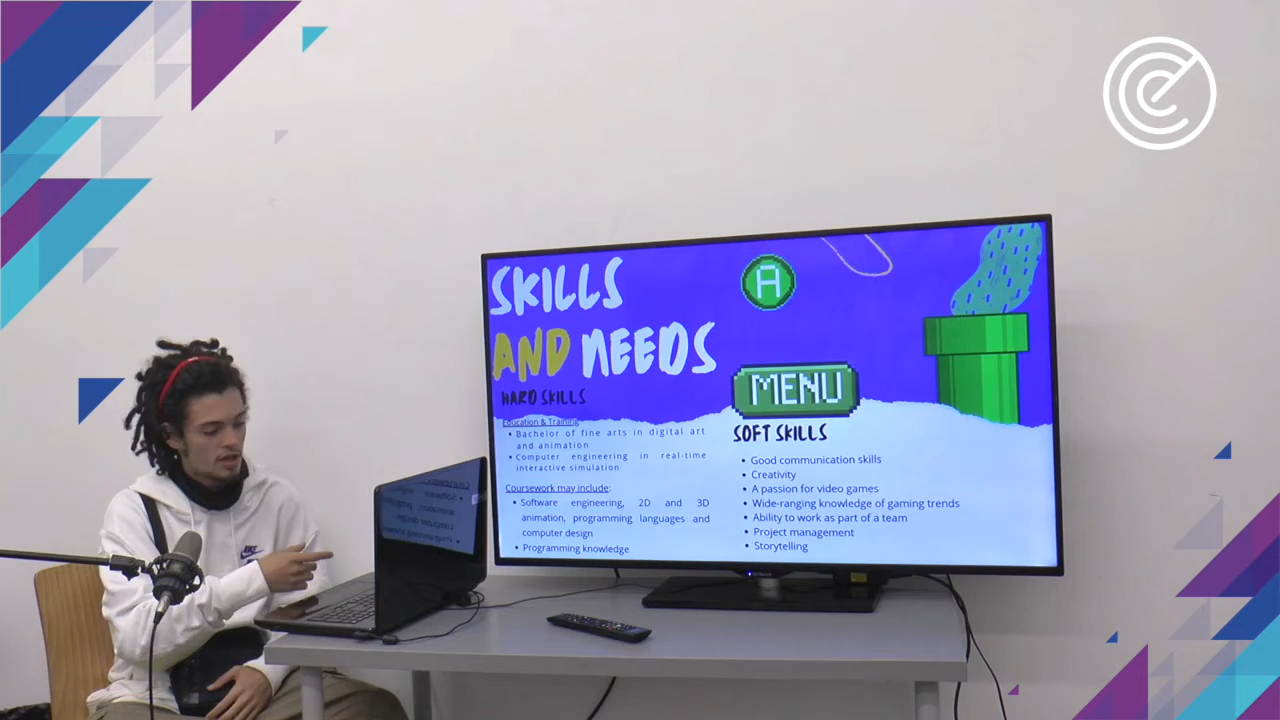 SKILLS
AND NEEDS
HARD SKILLS
Education & Training:
• Bachelor of fine arts in digital art
and animation
• Computer engineering in real-time
interactive simulation
Coursework may include:
• Software engineering, 2D and 3D
animation, programming languages and
computer design
• Programming knowledge
A
MENU
SOFT SKILLS
• Good communication skills
• Creativity
• A passion for video games
• Wide-ranging knowledge of gaming trends
• Ability to work as part of a team
• Project management
• Storytelling